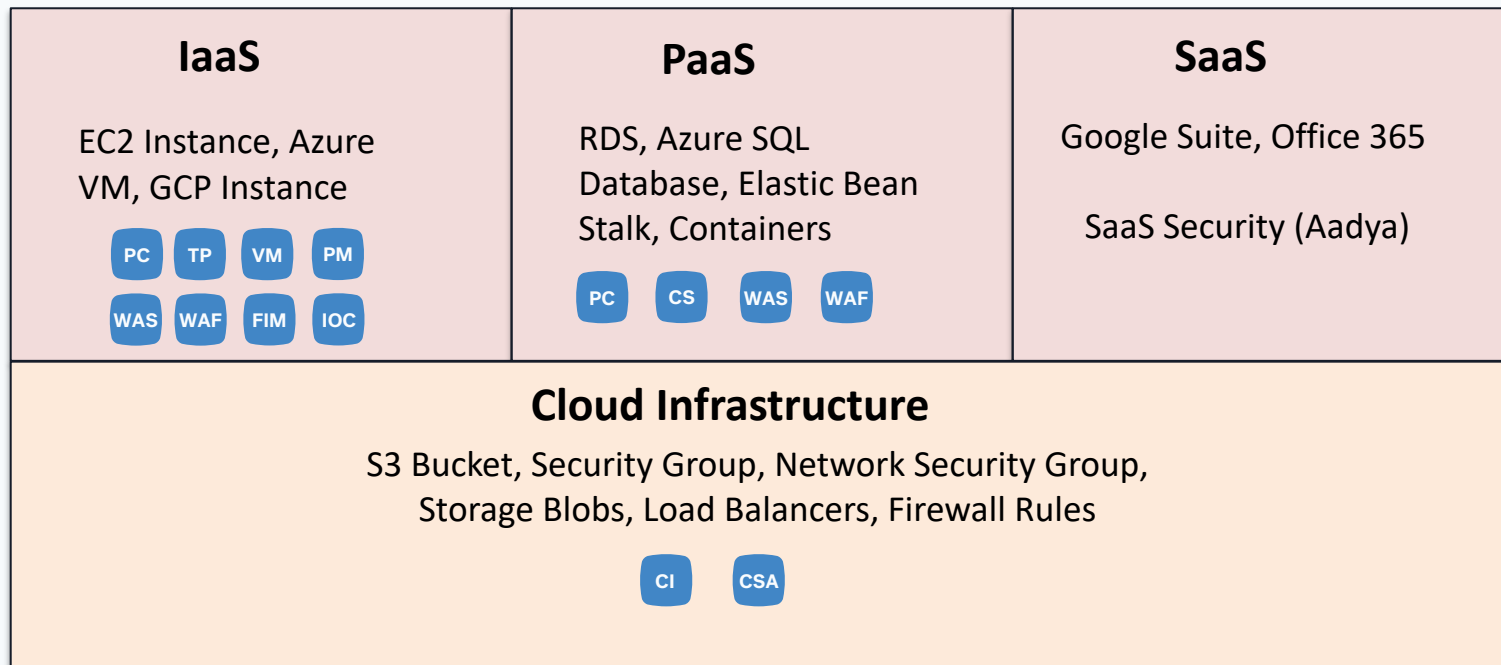 IaaS
EC2 Instance, Azure
VM, GCP Instance
PC TP VM PM
WAS WAF FIM IOC
PaaS
RDS, Azure SQL
Database, Elastic Bean
Stalk, Containers
PC CS WAS WAF
SaaS
Google Suite, Office 365
SaaS Security (Aadya)
Cloud Infrastructure
S3 Bucket, Security Group, Network Security Group,
Storage Blobs, Load Balancers, Firewall Rules
CI CSA